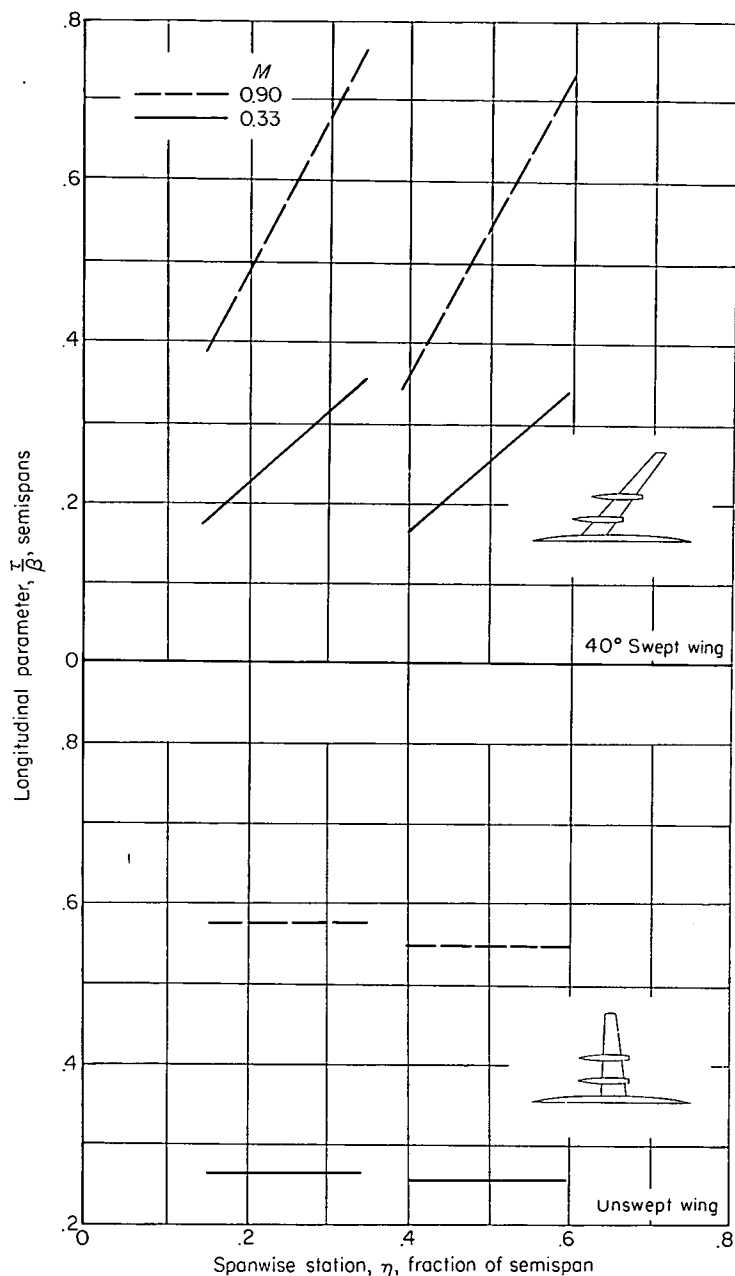 .8
M
0.90
0.33
.6
.4
.2
40° Swept wing
0
Longitudinal parameter, τ/β, semispans
.8
.6
.4
Unswept wing
.2
0 .2 .4 .6 .8
Spanwise station, η, fraction of semispan